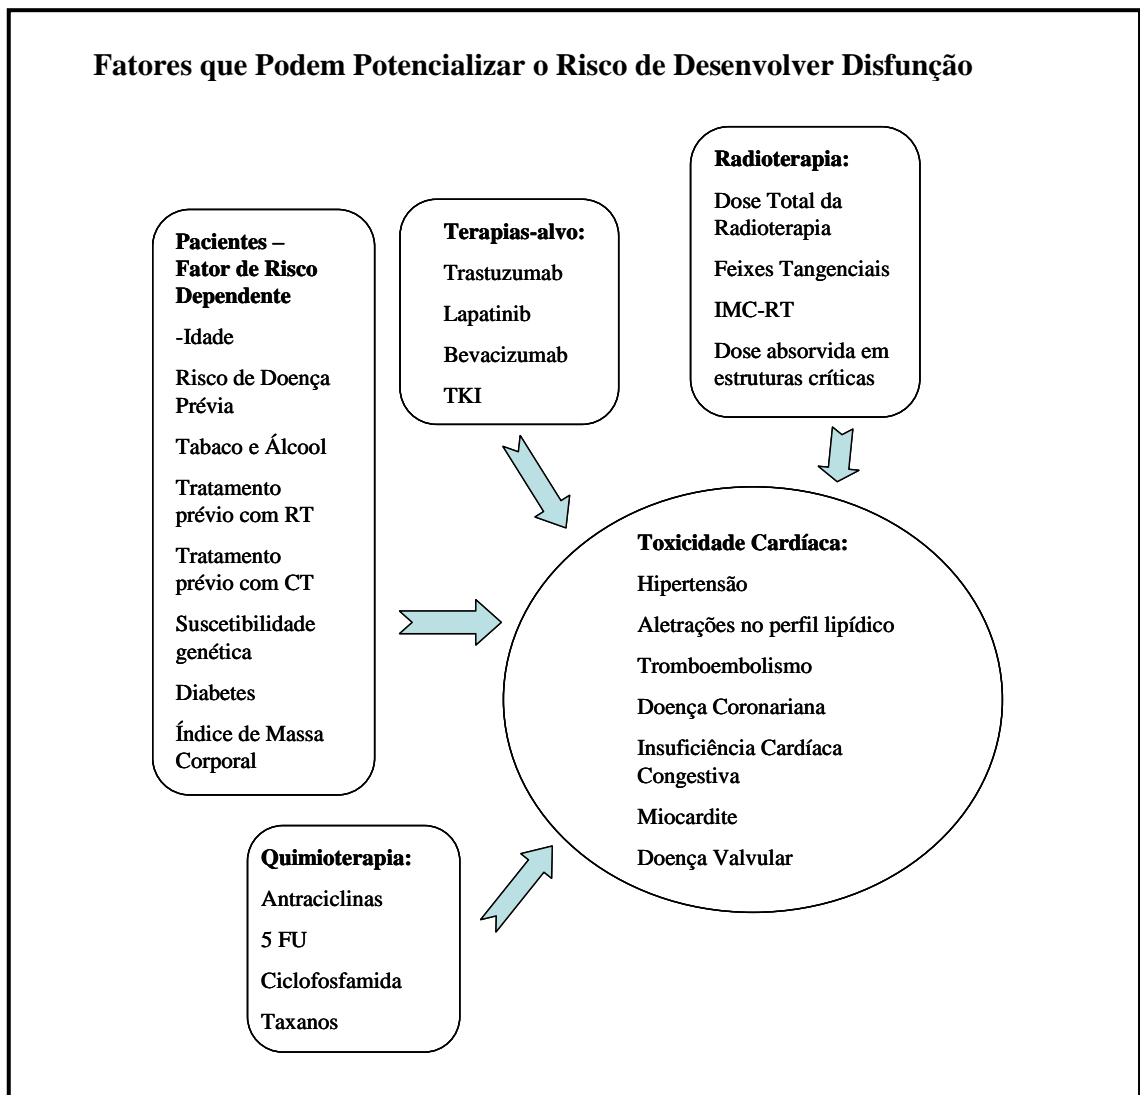 Fatores que Podem Potencializar o Risco de Desenvolver Disfunção
Pacientes –
Fator de Risco
Dependente
-Idade
Risco de Doença
Prévia
Tabaco e Álcool
Tratamento
prévio com RT
Tratamento
prévio com CT
Suscetibilidade
genética
Diabetes
Índice de Massa
Corporal
Terapias-alvo:
Trastuzumab
Lapatinib
Bevacizumab
TKI
Radioterapia:
Dose Total da
Radioterapia
Feixes Tangenciais
IMC-RT
Dose absorvida em
estruturas críticas
Toxicidade Cardíaca:
Hipertensão
Aletrações no perfil lipídico
Tromboembolismo
Doença Coronariana
Insuficiência Cardíaca
Congestiva
Miocardite
Doença Valvular
Quimioterapia:
Antraciclinas
5 FU
Ciclofosfamida
Taxanos